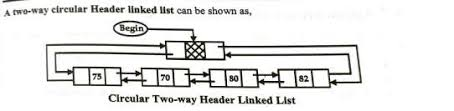 A two-way circular Header linked list can be shown as,
Begin
75 70 80 82
Circular Two-way Header Linked List